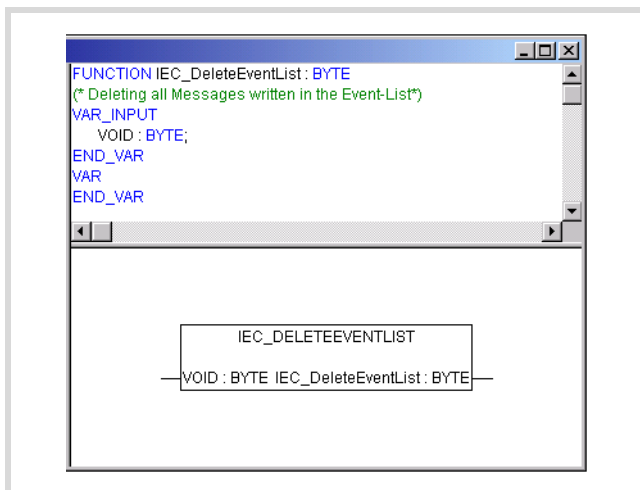 FUNCTION IEC_DeleteEventList : BYTE
(* Deleting all Messages written in the Event-List*)
VAR_INPUT
VOID : BYTE;
END_VAR
VAR
END_VAR
IEC_DELETEEVENTLIST
VOID : BYTE IEC_DeleteEventList : BYTE